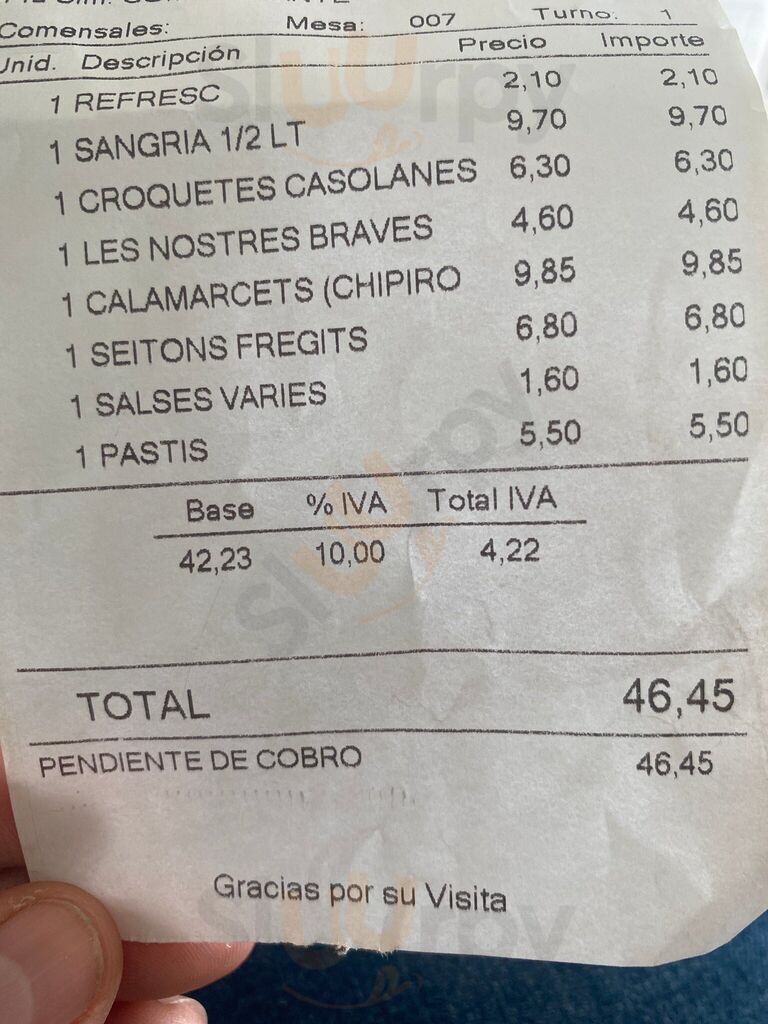 Comensales: Mesa: 007 Turno: 1
Unid. Descripción Precio Importe
1 REFRESC 2,10 2,10
1 SANGRIA 1/2 LT 9,70 9,70
1 CROQUETES CASOLANES 6,30 6,30
1 LES NOSTRES BRAVES 4,60 4,60
1 CALAMARCETS (CHIPIRO 9,85 9,85
1 SEITONS FREGITS 6,80 6,80
1 SALSES VARIES 1,60 1,60
1 PASTIS 5,50 5,50
Base % IVA Total IVA
42,23 10,00 4,22
TOTAL 46,45
PENDIENTE DE COBRO 46,45
Gracias por su Visita
sluurpy
sluurpy
sluurpy